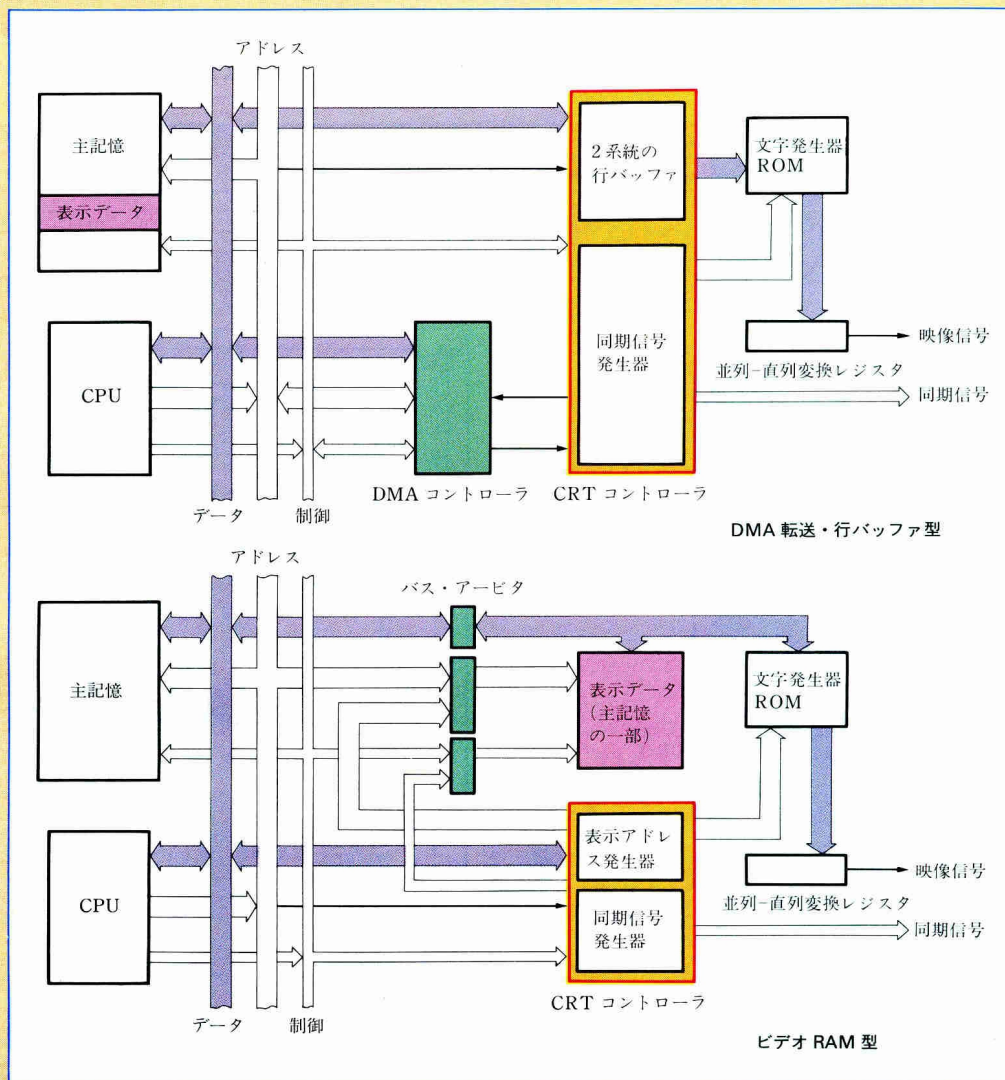 アドレス
主記憶
表示データ
CPU
データ
制御
DMA コントローラ
2系統の
行バッファ
同期信号
発生器
CRT コントローラ
文字発生器
ROM
映像信号
並列−直列変換レジスタ
同期信号
DMA 転送・行バッファ型
アドレス
バス・アービタ
主記憶
CPU
データ
制御
表示データ
(主記憶
の一部)
文字発生器
ROM
表示アドレ
ス発生器
同期信号
発生器
CRT コントローラ
映像信号
並列−直列変換レジスタ
同期信号
ビデオ RAM 型